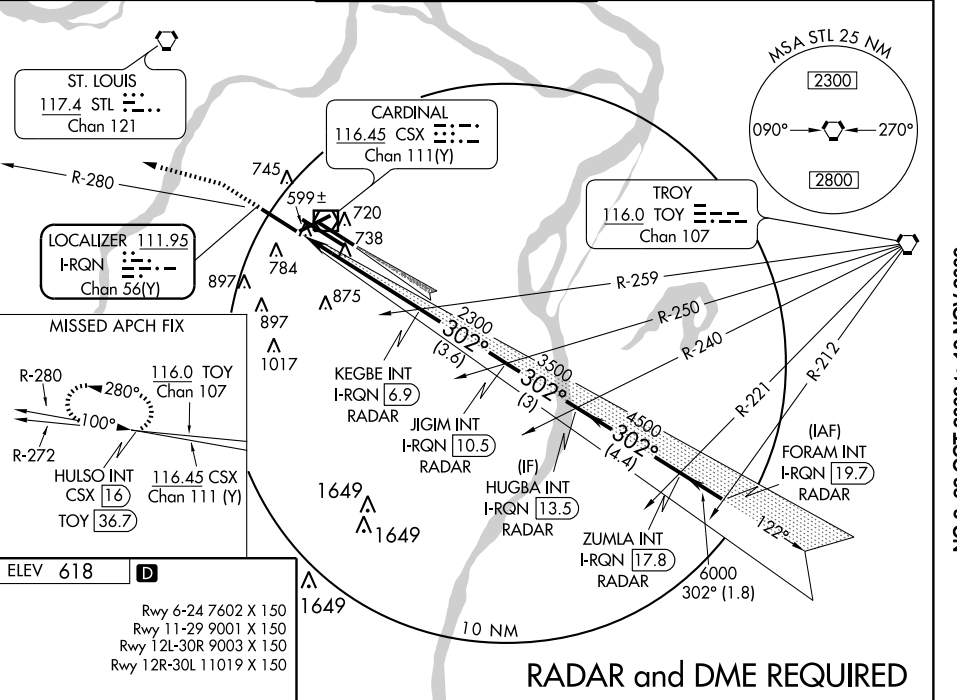 MSA STL 25 NM
2300
090°
270°
2800
ST. LOUIS
117.4 STL
Chan 121
CARDINAL
116.45 CSX
Chan 111(Y)
R-280
745
599±
720
738
TROY
116.0 TOY
Chan 107
LOCALIZER 111.95
I-RQN
Chan 56(Y)
784
897
875
897
1017
R-259
R-250
R-240
R-221
R-212
2300
302°
(3.6)
3500
302°
(3)
4500
302°
(4.4)
KEGBE INT
I-RQN 6.9
RADAR
JIGIM INT
I-RQN 10.5
RADAR
(IF)
HUGBA INT
I-RQN 13.5
RADAR
ZUMLA INT
I-RQN 17.8
RADAR
(IAF)
FORAM INT
I-RQN 19.7
RADAR
122°
6000
302° (1.8)
MISSED APCH FIX
R-280
280°
116.0 TOY
Chan 107
100°
R-272
HULSO INT
CSX 16
TOY 36.7
116.45 CSX
Chan 111 (Y)
1649
1649
1649
10 NM
ELEV 618 D
Rwy 6-24 7602 X 150
Rwy 11-29 9001 X 150
Rwy 12L-30R 9003 X 150
Rwy 12R-30L 11019 X 150
RADAR and DME REQUIRED